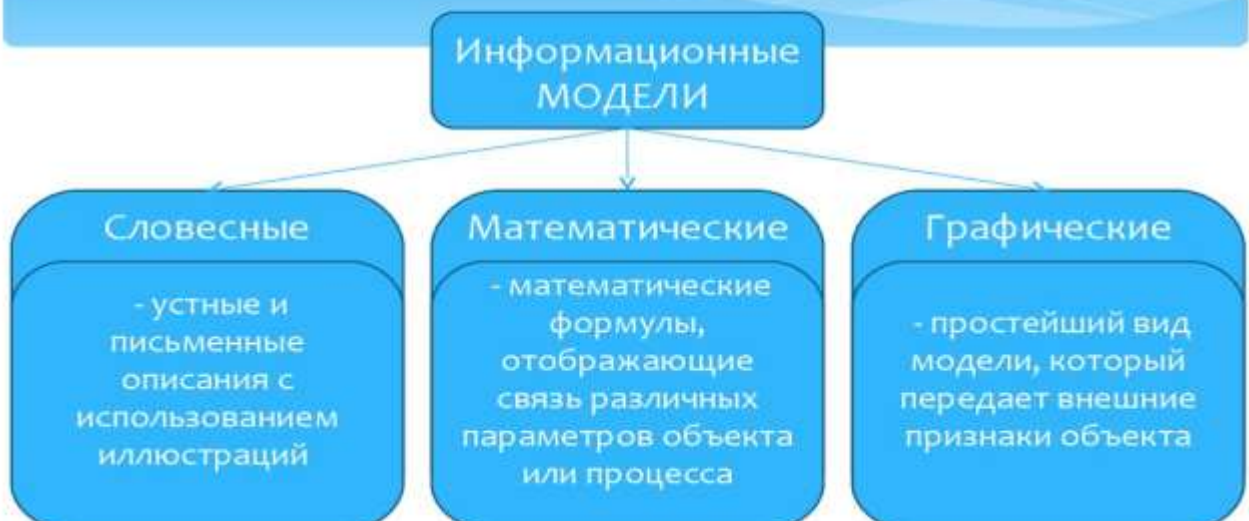 Информационные
МОДЕЛИ
Словесные
- устные и
письменные
описания с
использованием
иллюстраций
Математические
- математические
формулы,
отображающие
связь различных
параметров объекта
или процесса
Графические
- простейший вид
модели, который
передает внешние
признаки объекта